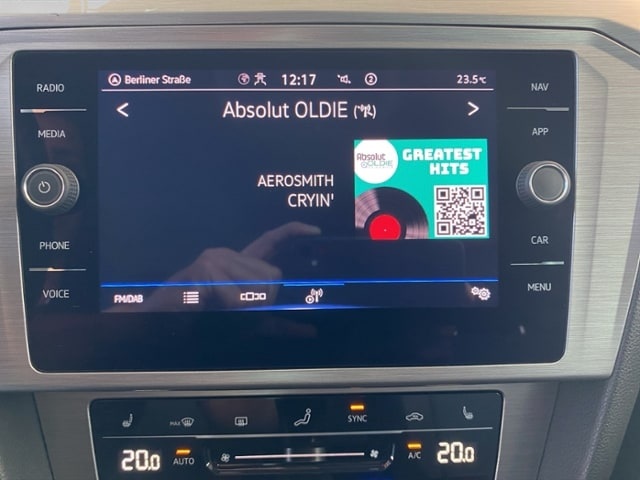 RADIO
MEDIA
PHONE
VOICE
Berliner Straße 12:17 2 23.5°C
< Absolut OLDIE >
AEROSMITH
CRYIN'
Absolut
OLDIE
GREATEST
HITS
FM/DAB
NAV
APP
CAR
MENU
MAX
SYNC
20.0 AUTO A/C 20.0